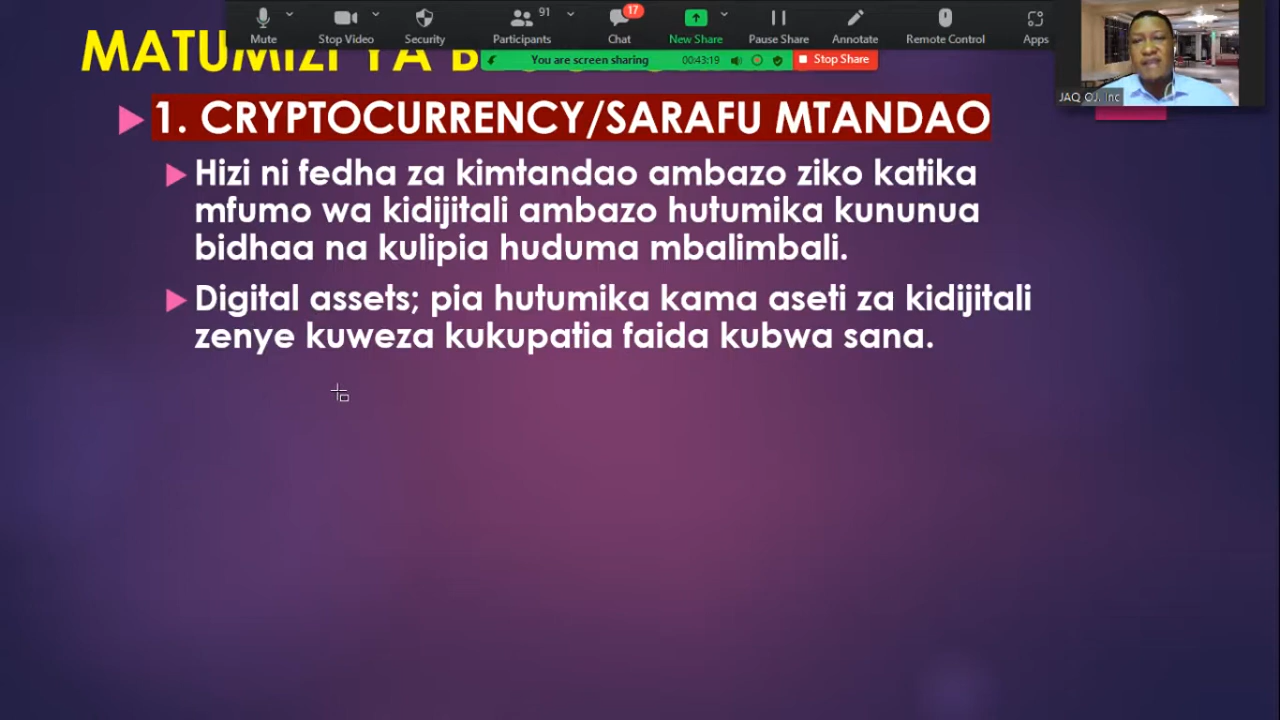 Mute
Stop Video
Security
Participants
91
Chat
17
New Share
Pause Share
Annotate
Remote Control
Apps
You are screen sharing
00:43:19
Stop Share
JAQ OJ. Inc
MATUMIZI YA
1. CRYPTOCURRENCY/SARAFU MTANDAO
Hizi ni fedha za kimtandao ambazo ziko katika
mfumo wa kidijitali ambazo hutumika kununua
bidhaa na kulipia huduma mbalimbali.
Digital assets; pia hutumika kama aseti za kidijitali
zenye kuweza kukupatia faida kubwa sana.